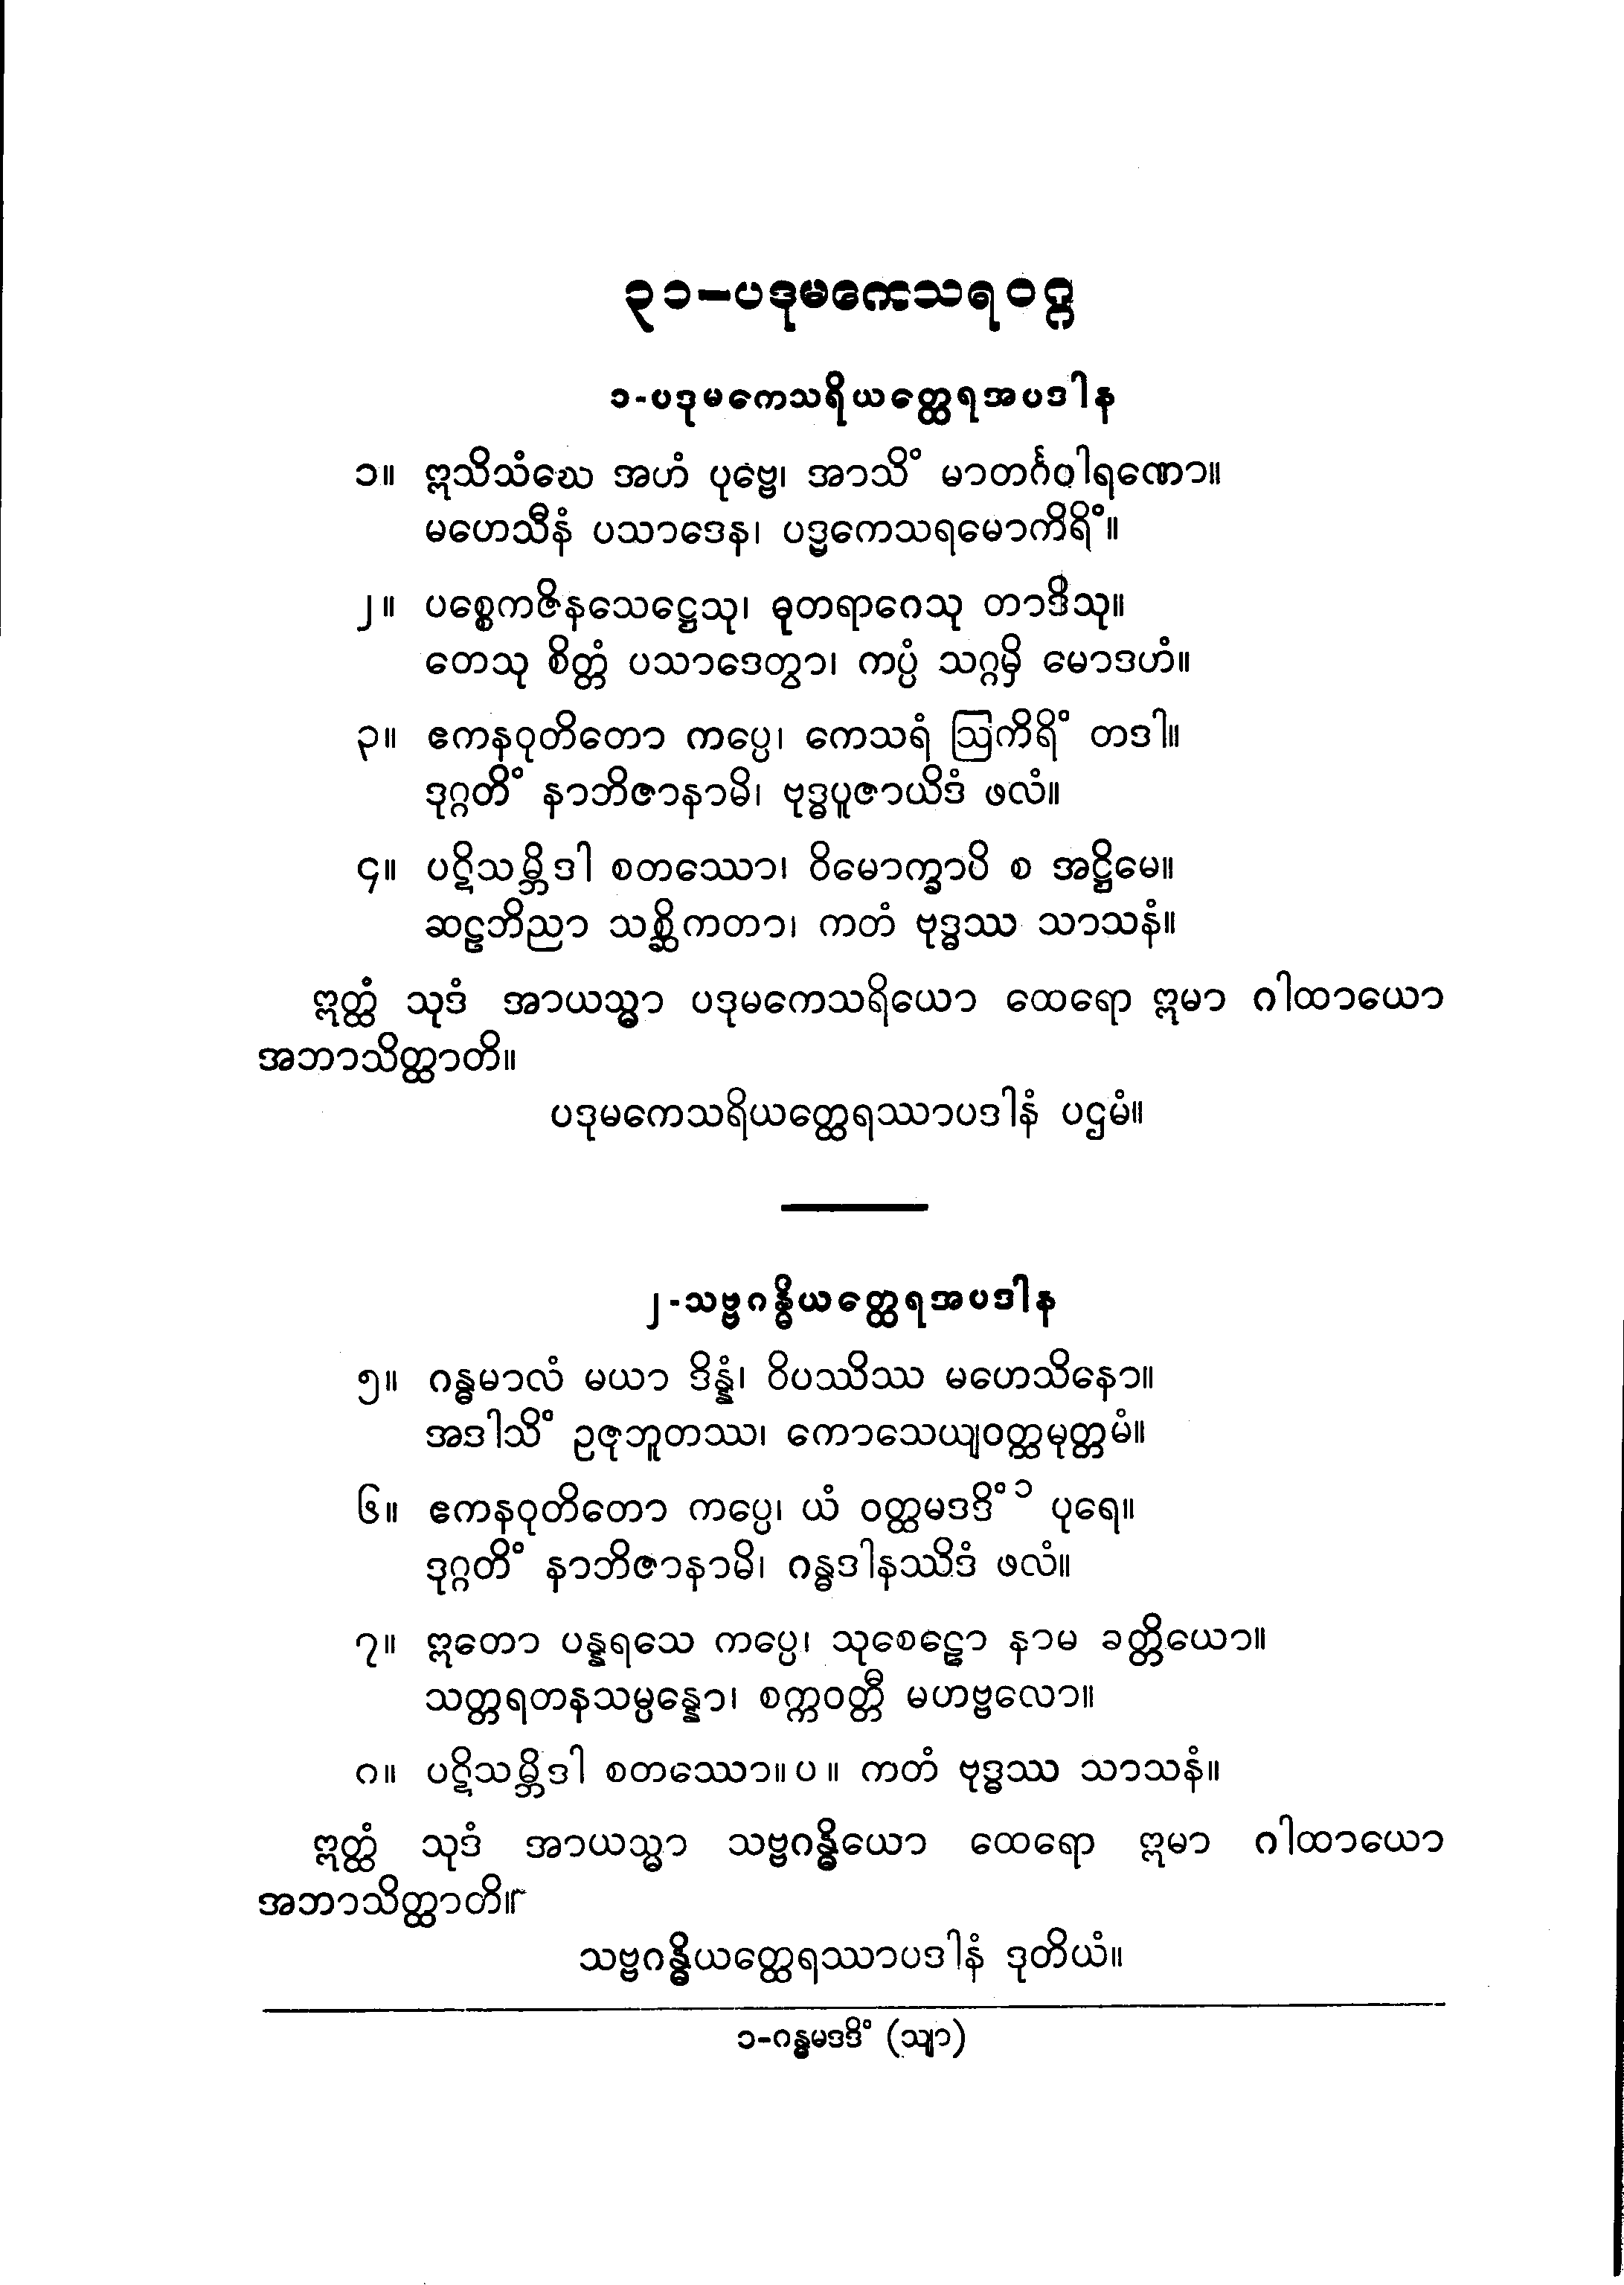 ၃၁–ပဒုမကေသရဝဂ္ဂ
၁-ပဒုမကေသရိယတ္ထေရအပဒါန
၁။ ဣသိသံဃေ အဟံ ပုဗ္ဗေ၊ အာသိံ မာတင်္ဂဝါရဏော။
မဟေသီနံ ပသာဒေန၊ ပဒ္မကေသရမောကိရိံ။
၂။ ပစ္စေကဇိနသေဋ္ဌေသု၊ ဓုတရာဂေသု တာဒိသု။
တေသု စိတ္တံ ပသာဒေတွာ၊ ကပ္ပံ သဂ္ဂမှိ မောဒဟံ။
၃။ ဧကနဝုတိတော ကပ္ပေ၊ ကေသရံ ဩကိရိံ တဒါ။
ဒုဂ္ဂတိံ နာဘိဇာနာမိ၊ ဗုဒ္ဓပူဇာယိဒံ ဖလံ။
၄။ ပဋိသမ္ဘိဒါ စတဿော၊ ဝိမောက္ခာပိ စ အဋ္ဌိမေ။
ဆဠဘိညာ သစ္ဆိကတာ၊ ကတံ ဗုဒ္ဓဿ သာသနံ။
ဣတ္ထံ သုဒံ အာယသ္မာ ပဒုမကေသရိယော ထေရော ဣမာ ဂါထာယော
အဘာသိတ္ထာတိ။
ပဒုမကေသရိယတ္ထေရဿာပဒါနံ ပဌမံ။
၂-သဗ္ဗဂန္ဓိယတ္ထေရအပဒါန
၅။ ဂန္ဓမာလံ မယာ ဒိန္နံ၊ ဝိပဿိဿ မဟေသိနော။
အဒါသိံ ဥဇုဘူတဿ၊ ကောသေယျဝတ္ထမုတ္တမံ။
၆။ ဧကနဝုတိတော ကပ္ပေ၊ ယံ ဝတ္ထမဒဒိံ ၁ ပုရေ။
ဒုဂ္ဂတိံ နာဘိဇာနာမိ၊ ဂန္ဓဒါနဿိဒံ ဖလံ။
၇။ ဣတော ပန္နရသေ ကပ္ပေ၊ သုစေဠော နာမ ခတ္တိယော။
သတ္တရတနသမ္ပန္နော၊ စက္ကဝတ္တီ မဟဗ္ဗလော။
၈။ ပဋိသမ္ဘိဒါ စတဿော။ ပ ။ ကတံ ဗုဒ္ဓဿ သာသနံ။
ဣတ္ထံ သုဒံ အာယသ္မာ သဗ္ဗဂန္ဓိယော ထေရော ဣမာ ဂါထာယော
အဘာသိတ္ထာတိ။
သဗ္ဗဂန္ဓိယတ္ထေရဿာပဒါနံ ဒုတိယံ။
၁-ဂန္ဓမဒဒိံ (သျာ)